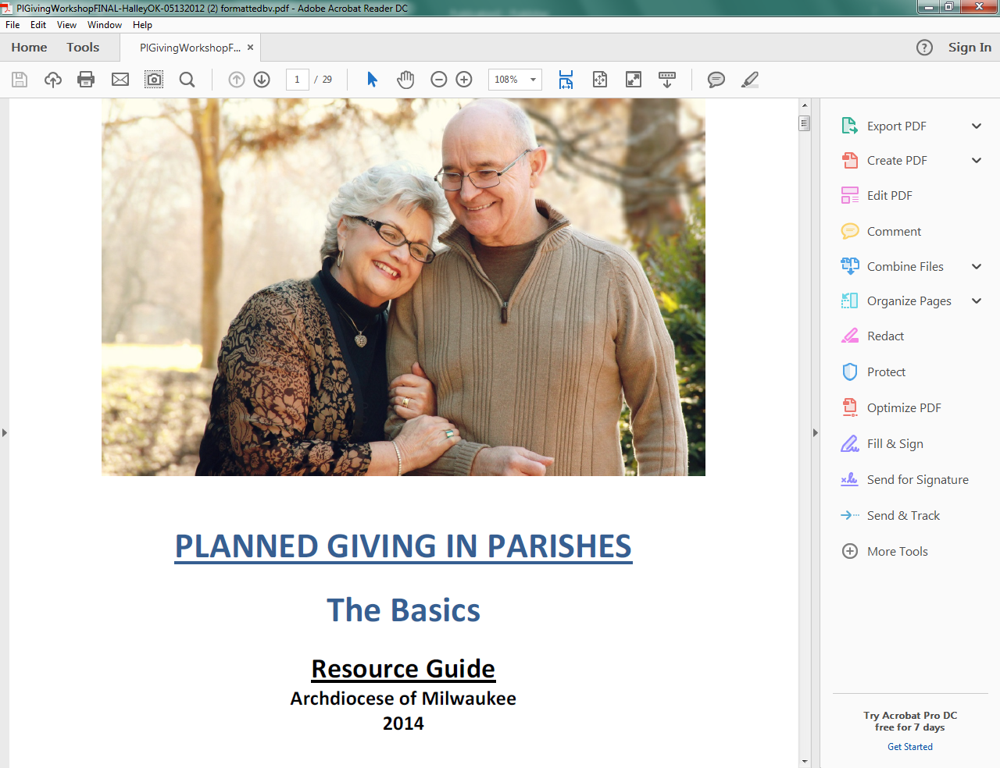 PlGivingWorkshopFINAL-HalleyOK-05132012 (2) formattedbv.pdf - Adobe Acrobat Reader DC
File Edit View Window Help
Home Tools PlGivingWorkshopF... × ? Sign In
1 / 29 108%
Export PDF
Create PDF
Edit PDF
Comment
Combine Files
Organize Pages
Redact
Protect
Optimize PDF
Fill & Sign
Send for Signature
Send & Track
More Tools
PLANNED GIVING IN PARISHES
The Basics
Resource Guide
Archdiocese of Milwaukee
2014
Try Acrobat Pro DC
free for 7 days
Get Started